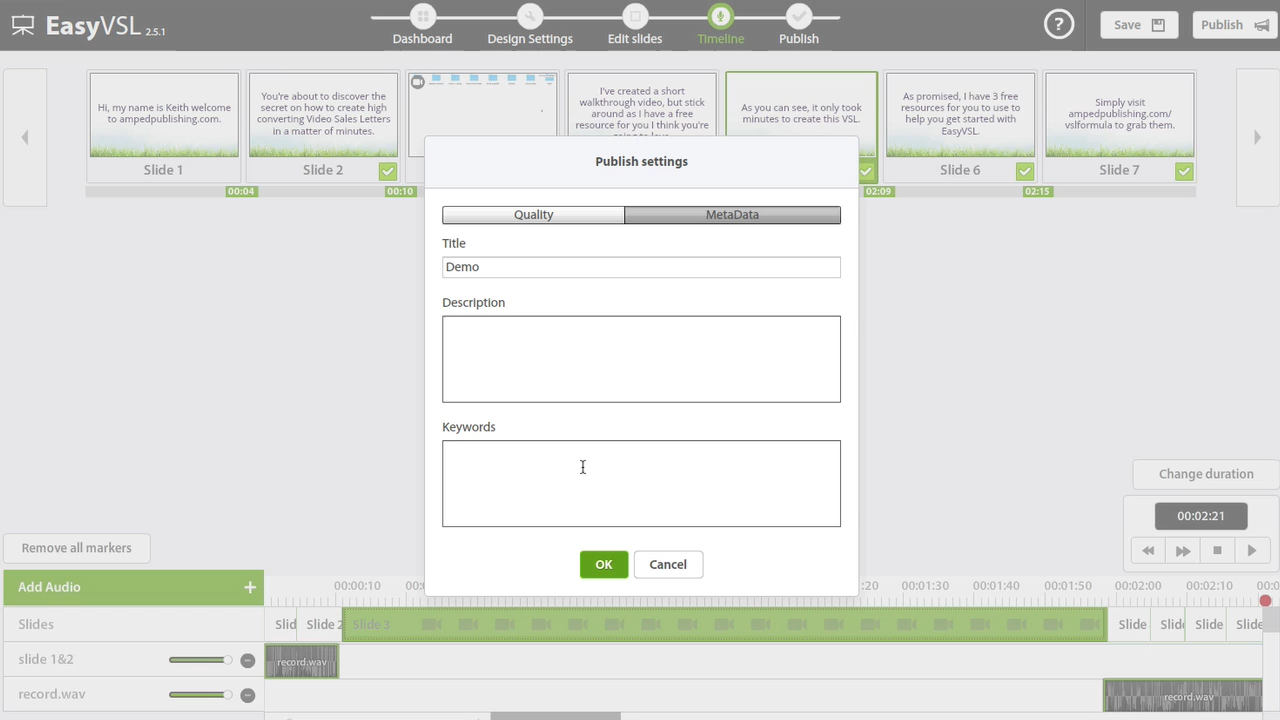 EasyVSL 2.5.1
Dashboard
Design Settings
Edit slides
Timeline
Publish
?
Save
Publish
Hi, my name is Keith welcome
to ampedpublishing.com.
Slide 1
You're about to discover the
secret on how to create high
converting Video Sales Letters
in a matter of minutes.
Slide 2
I've created a short
walkthrough video, but stick
around as I have a free
resource for you I think you're
As you can see, it only took
minutes to create this VSL.
As promised, I have 3 free
resources for you to use to
help you get started with
EasyVSL.
Slide 6
Simply visit
ampedpublishing.com/
vslformula to grab them.
Slide 7
00:04
00:10
02:09
02:15
Publish settings
Quality
MetaData
Title
Demo
Description
Keywords
OK
Cancel
Change duration
00:02:21
Remove all markers
Add Audio +
00:00:10
00:
:20
00:01:30
00:01:40
00:01:50
00:02:00
00:02:10
00:0
Slides
Slid
Slide 2
Slide 3
Slide
Slid
Slide
Slide
slide 1&2
record.wav
record.wav
record.wav